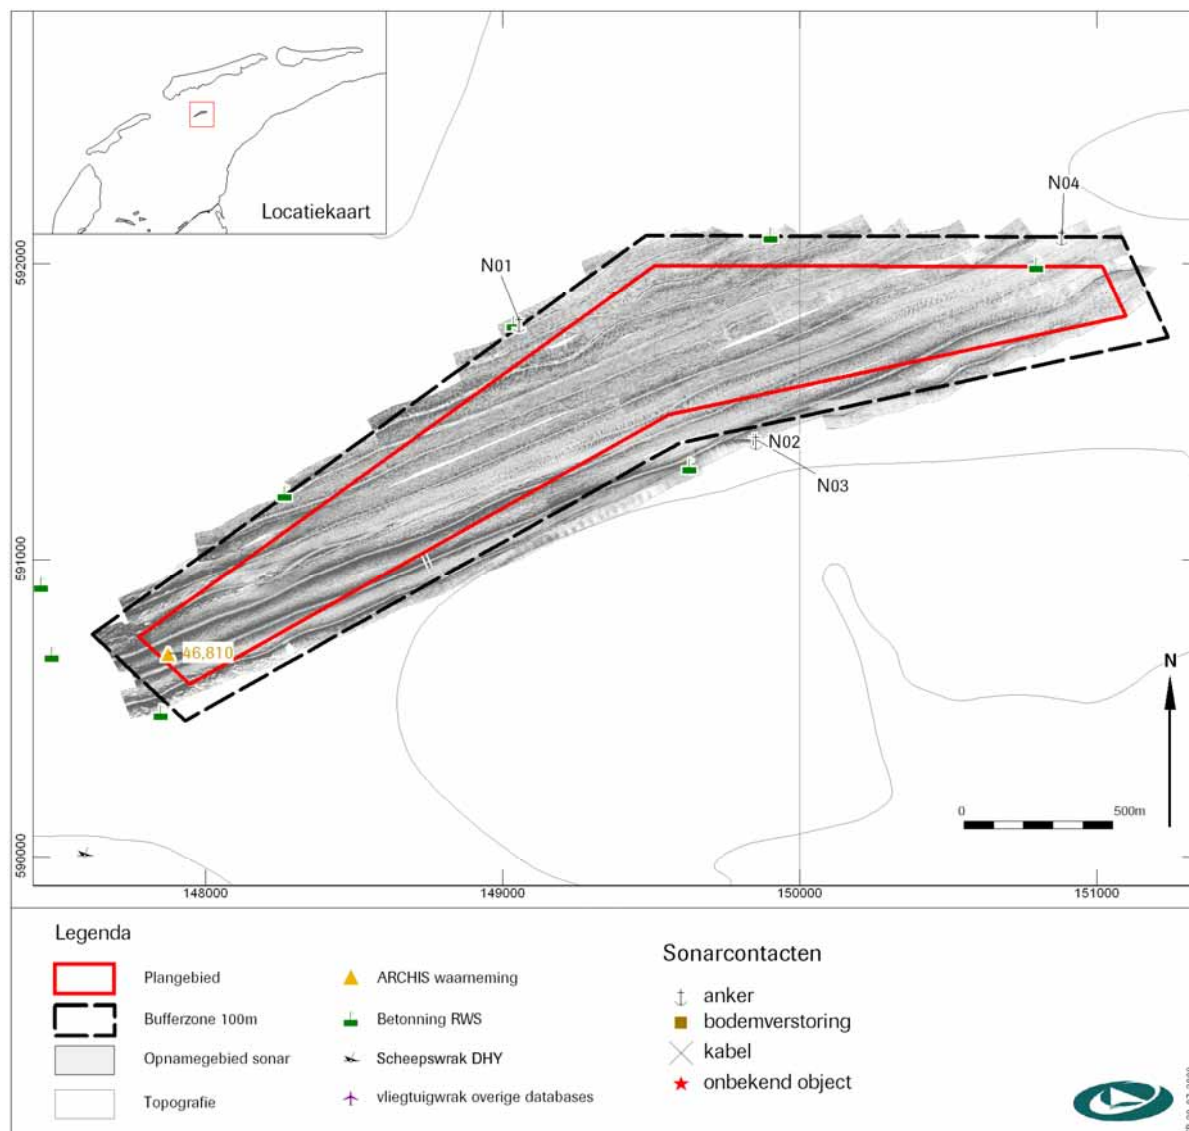 Locatiekaart
N04
592000
N01
N02
N03
591000
46,810
N
0 500m
590000
148000 149000 150000 151000
Legenda
Plangebied
Bufferzone 100m
Opnamegebied sonar
Topografie
ARCHIS waarneming
Betonning RWS
Scheepswrak DHY
vliegtuigwrak overige databases
Sonarcontacten
anker
bodemverstoring
kabel
onbekend object